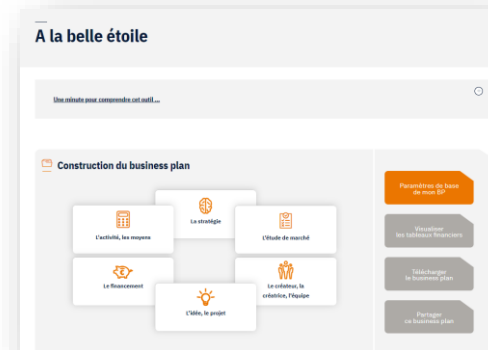 A la belle étoile
Une minute pour comprendre cet outil ...
Construction du business plan
La stratégie
L'activité, les moyens
L'étude de marché
Le financement
Le créateur, la
créatrice, l'équipe
L'idée, le projet
Paramètres de base
de mon BP
Visualiser
les tableaux financiers
Télécharger
le business plan
Partager
ce business plan